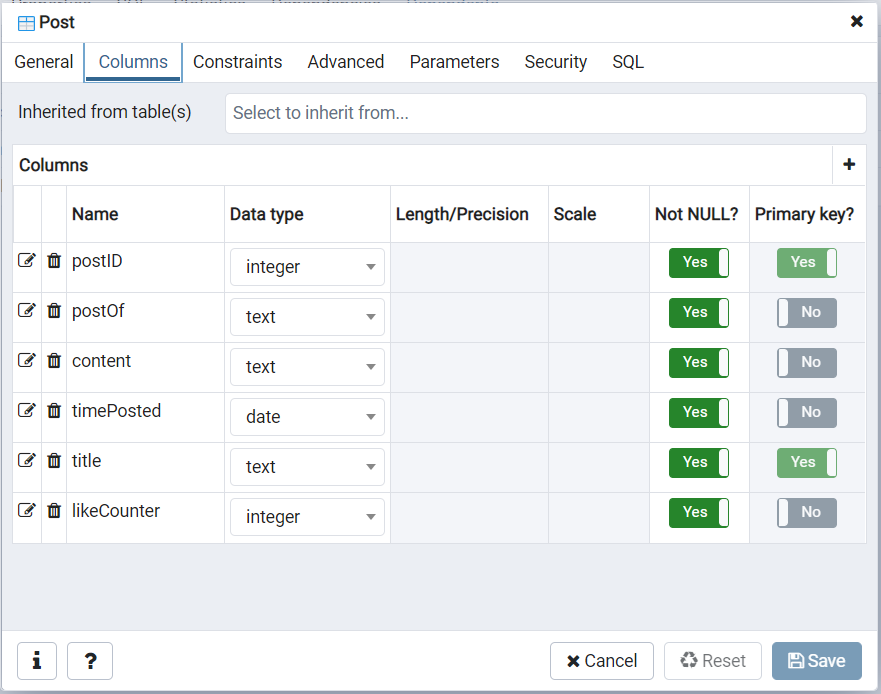 Post
General Columns Constraints Advanced Parameters Security SQL
Inherited from table(s) Select to inherit from...
Columns
Name Data type Length/Precision Scale Not NULL? Primary key?
postID integer Yes Yes
postOf text Yes No
content text Yes No
timePosted date Yes No
title text Yes Yes
likeCounter integer Yes No
Cancel Reset Save